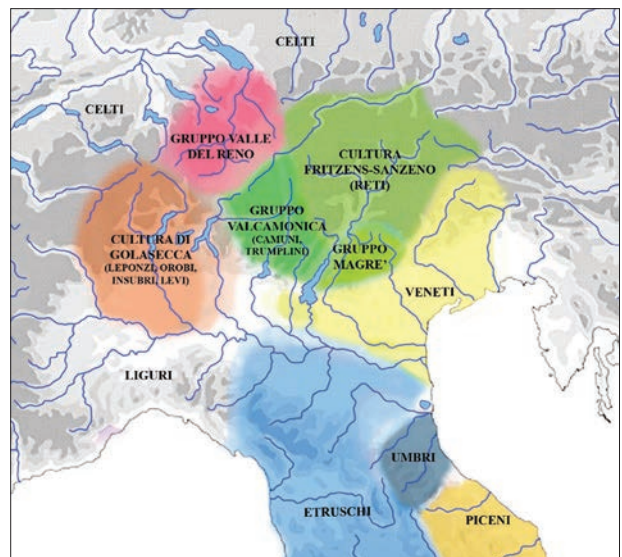 CELTI
CELTI
GRUPPO VALLE
DEL RENO
CULTURA
FRITZENS-SANZENO
(RETI)
GRUPPO
VALCAMONICA
(CAMUNI,
TRUMPLINI)
CULTURA DI
GOLASECCA
(LEPONZI, OROBI,
INSUBRI, LEVI)
GRUPPO
MAGRE'
VENETI
LIGURI
UMBRI
ETRUSCHI
PICENI